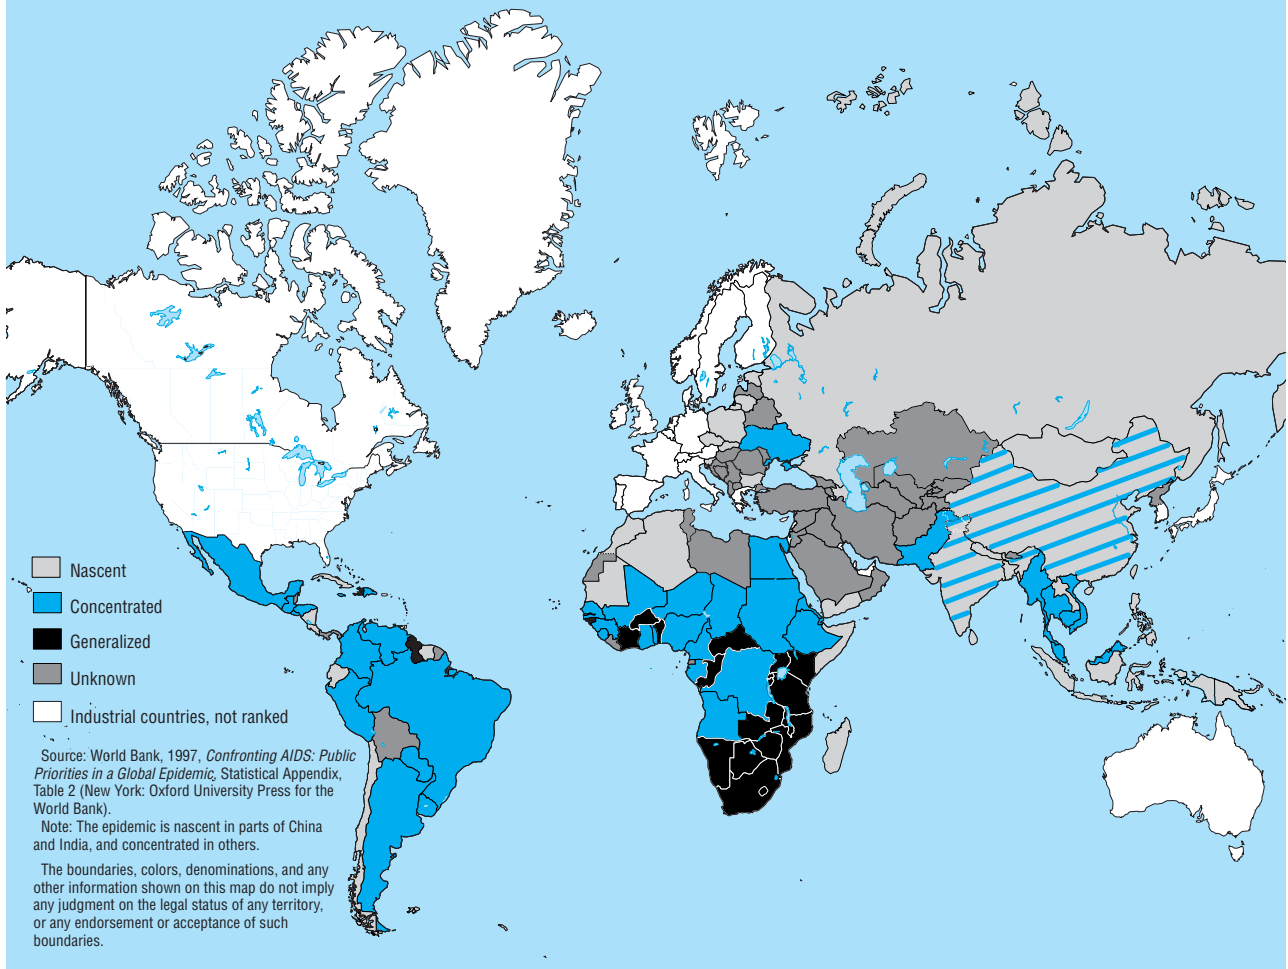 Nascent
Concentrated
Generalized
Unknown
Industrial countries, not ranked
Source: World Bank, 1997, Confronting AIDS: Public
Priorities in a Global Epidemic, Statistical Appendix,
Table 2 (New York: Oxford University Press for the
World Bank).
Note: The epidemic is nascent in parts of China
and India, and concentrated in others.
The boundaries, colors, denominations, and any
other information shown on this map do not imply
any judgment on the legal status of any territory,
or any endorsement or acceptance of such
boundaries.